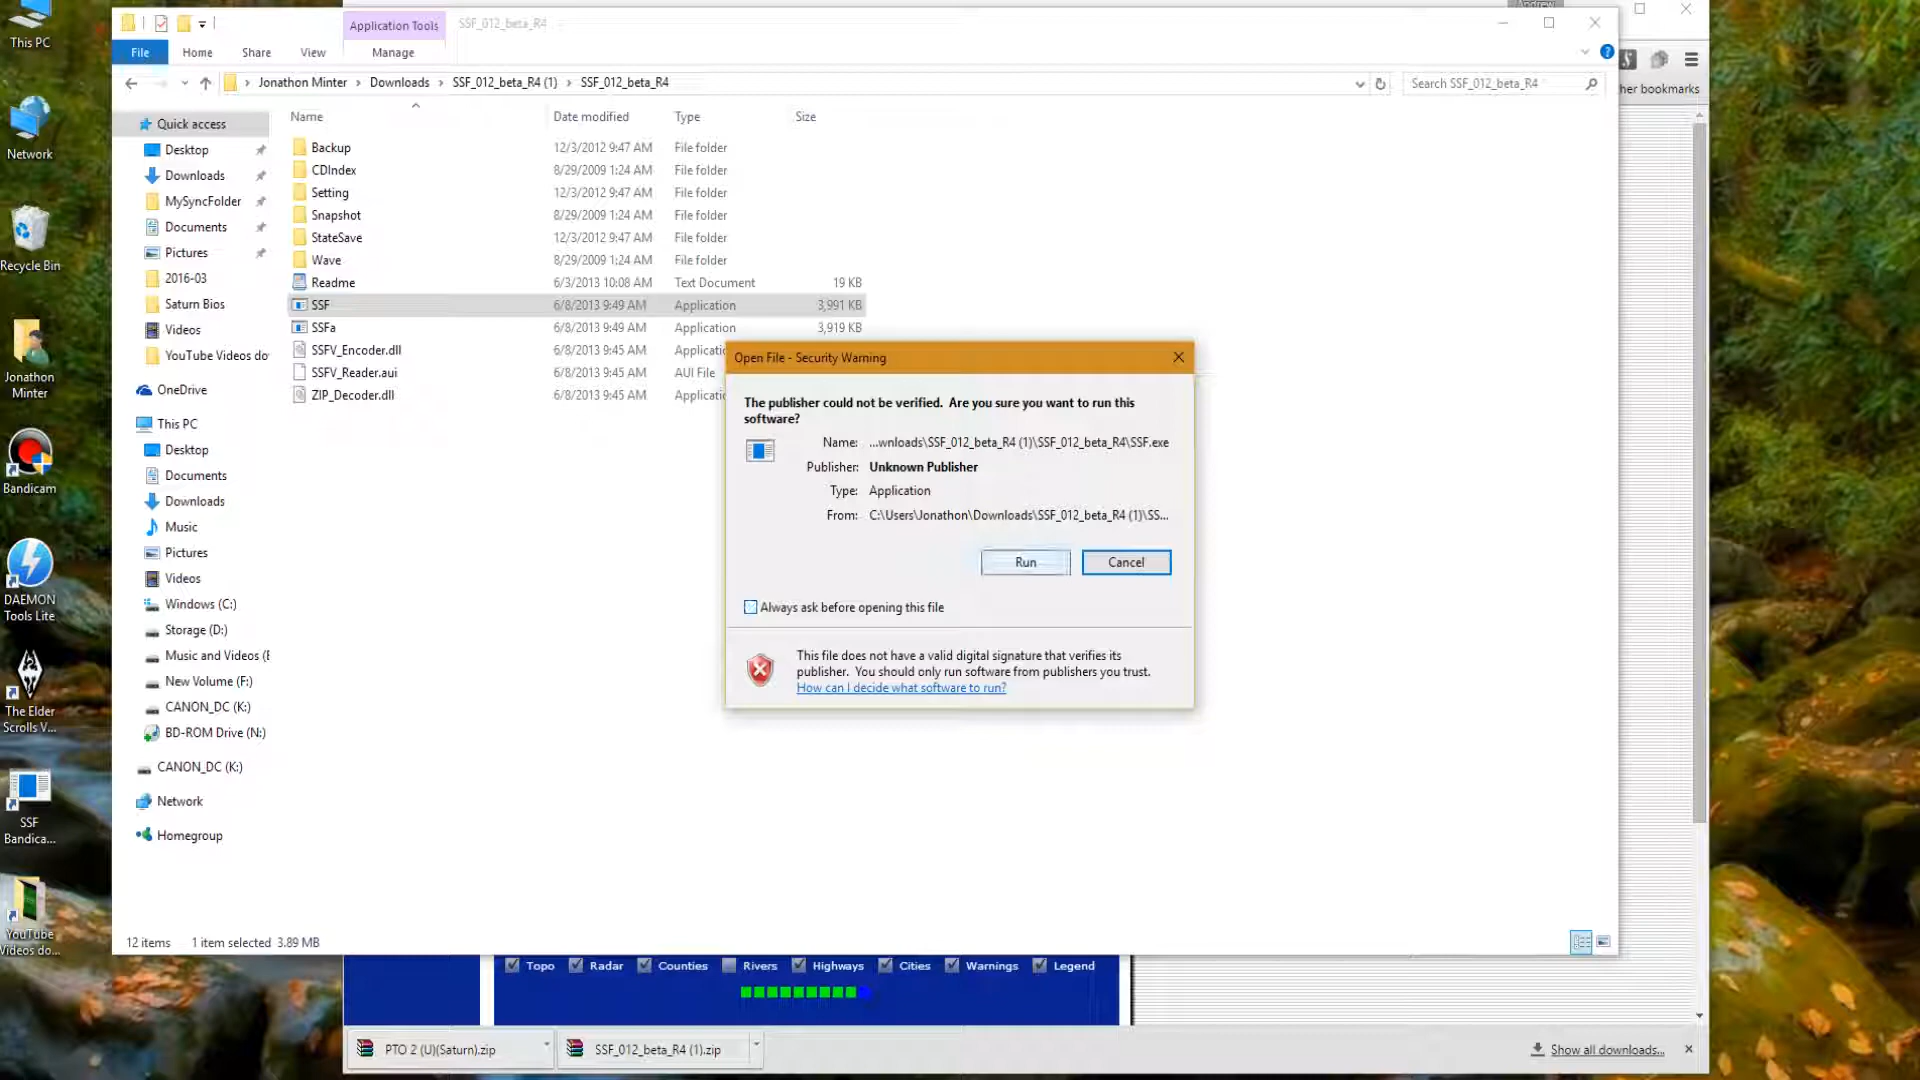 This PC
Network
Recycle Bin
Jonathon
Minter
Bandicam
DAEMON
Tools Lite
The Elder
Scrolls V...
SSF
Bandica...
YouTube
Videos do...
Application Tools
SSF_012_beta_R4
Andrew
File
Home
Share
View
Manage
Jonathon Minter
Downloads
SSF_012_beta_R4 (1)
SSF_012_beta_R4
Search SSF_012_beta_R4
her bookmarks
Quick access
Desktop
Downloads
MySyncFolder
Documents
Pictures
2016-03
Saturn Bios
Videos
YouTube Videos do
OneDrive
This PC
Desktop
Documents
Downloads
Music
Pictures
Videos
Windows (C:)
Storage (D:)
Music and Videos (E
New Volume (F:)
CANON_DC (K:)
BD-ROM Drive (N:)
CANON_DC (K:)
Network
Homegroup
Name Date modified Type Size
Backup 12/3/2012 9:47 AM File folder
CDIndex 8/29/2009 1:24 AM File folder
Setting 12/3/2012 9:47 AM File folder
Snapshot 8/29/2009 1:24 AM File folder
StateSave 12/3/2012 9:47 AM File folder
Wave 8/29/2009 1:24 AM File folder
Readme 6/3/2013 10:08 AM Text Document 19 KB
SSF 6/8/2013 9:49 AM Application 3,991 KB
SSFa 6/8/2013 9:49 AM Application 3,919 KB
SSFV_Encoder.dll 6/8/2013 9:45 AM Applicatio
SSFV_Reader.aui 6/8/2013 9:45 AM AUI File
ZIP_Decoder.dll 6/8/2013 9:45 AM Applicatio
Open File - Security Warning
The publisher could not be verified. Are you sure you want to run this
software?
Name: ...wnloads\SSF_012_beta_R4 (1)\SSF_012_beta_R4\SSF.exe
Publisher: Unknown Publisher
Type: Application
From: C:\Users\Jonathon\Downloads\SSF_012_beta_R4 (1)\SS...
Run
Cancel
Always ask before opening this file
This file does not have a valid digital signature that verifies its
publisher. You should only run software from publishers you trust.
How can I decide what software to run?
12 items 1 item selected 3.89 MB
Topo Radar Counties Rivers Highways Cities Warnings Legend
PTO 2 (U)(Saturn).zip
SSF_012_beta_R4 (1).zip
Show all downloads...